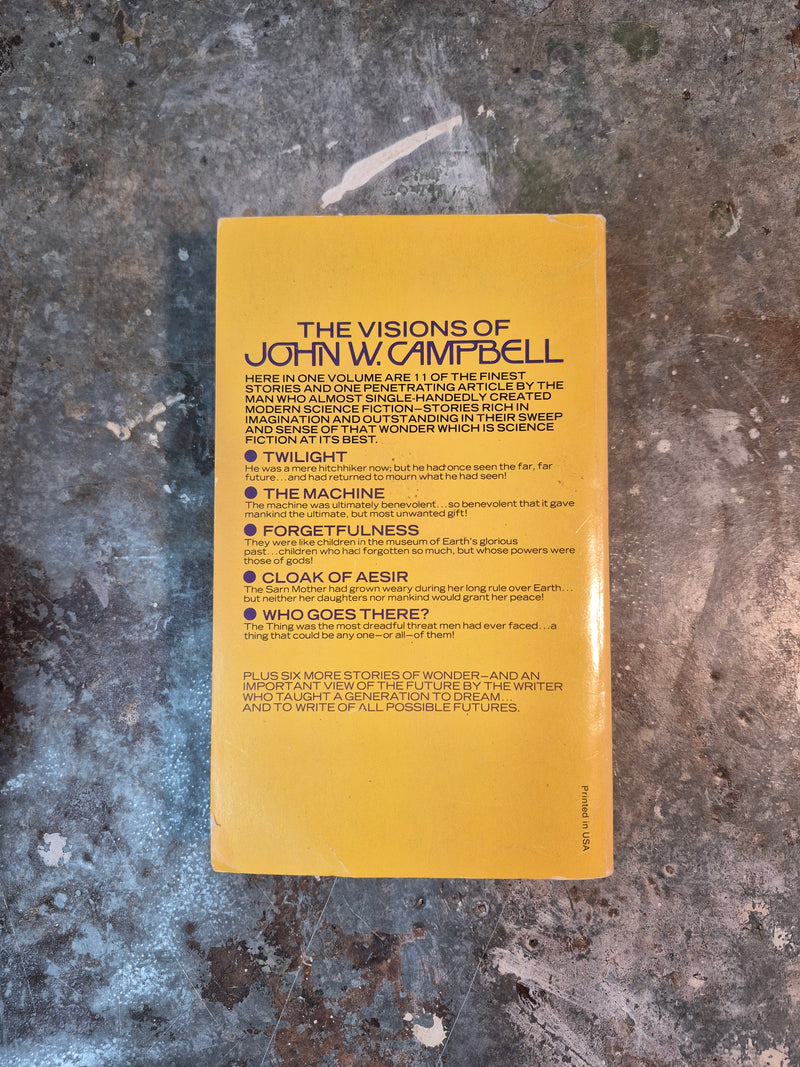 THE VISIONS OF
JOHN W. CAMPBELL
HERE IN ONE VOLUME ARE 11 OF THE FINEST
STORIES AND ONE PENETRATING ARTICLE BY THE
MAN WHO ALMOST SINGLE-HANDEDLY CREATED
MODERN SCIENCE FICTION—STORIES RICH IN
IMAGINATION AND OUTSTANDING IN THEIR SWEEP
AND SENSE OF THAT WONDER WHICH IS SCIENCE
FICTION AT ITS BEST.
● TWILIGHT
He was a mere hitchhiker now; but he had once seen the far, far
future...and had returned to mourn what he had seen!
● THE MACHINE
The machine was ultimately benevolent...so benevolent that it gave
mankind the ultimate, but most unwanted gift!
● FORGETFULNESS
They were like children in the museum of Earth's glorious
past...children who had forgotten so much, but whose powers were
those of gods!
● CLOAK OF AESIR
The Sarn Mother had grown weary during her long rule over Earth...
but neither her daughters nor mankind would grant her peace!
● WHO GOES THERE?
The Thing was the most dreadful threat men had ever faced...a
thing that could be any one—or all—of them!
PLUS SIX MORE STORIES OF WONDER—AND AN
IMPORTANT VIEW OF THE FUTURE BY THE WRITER
WHO TAUGHT A GENERATION TO DREAM...
AND TO WRITE OF ALL POSSIBLE FUTURES.
Printed in USA